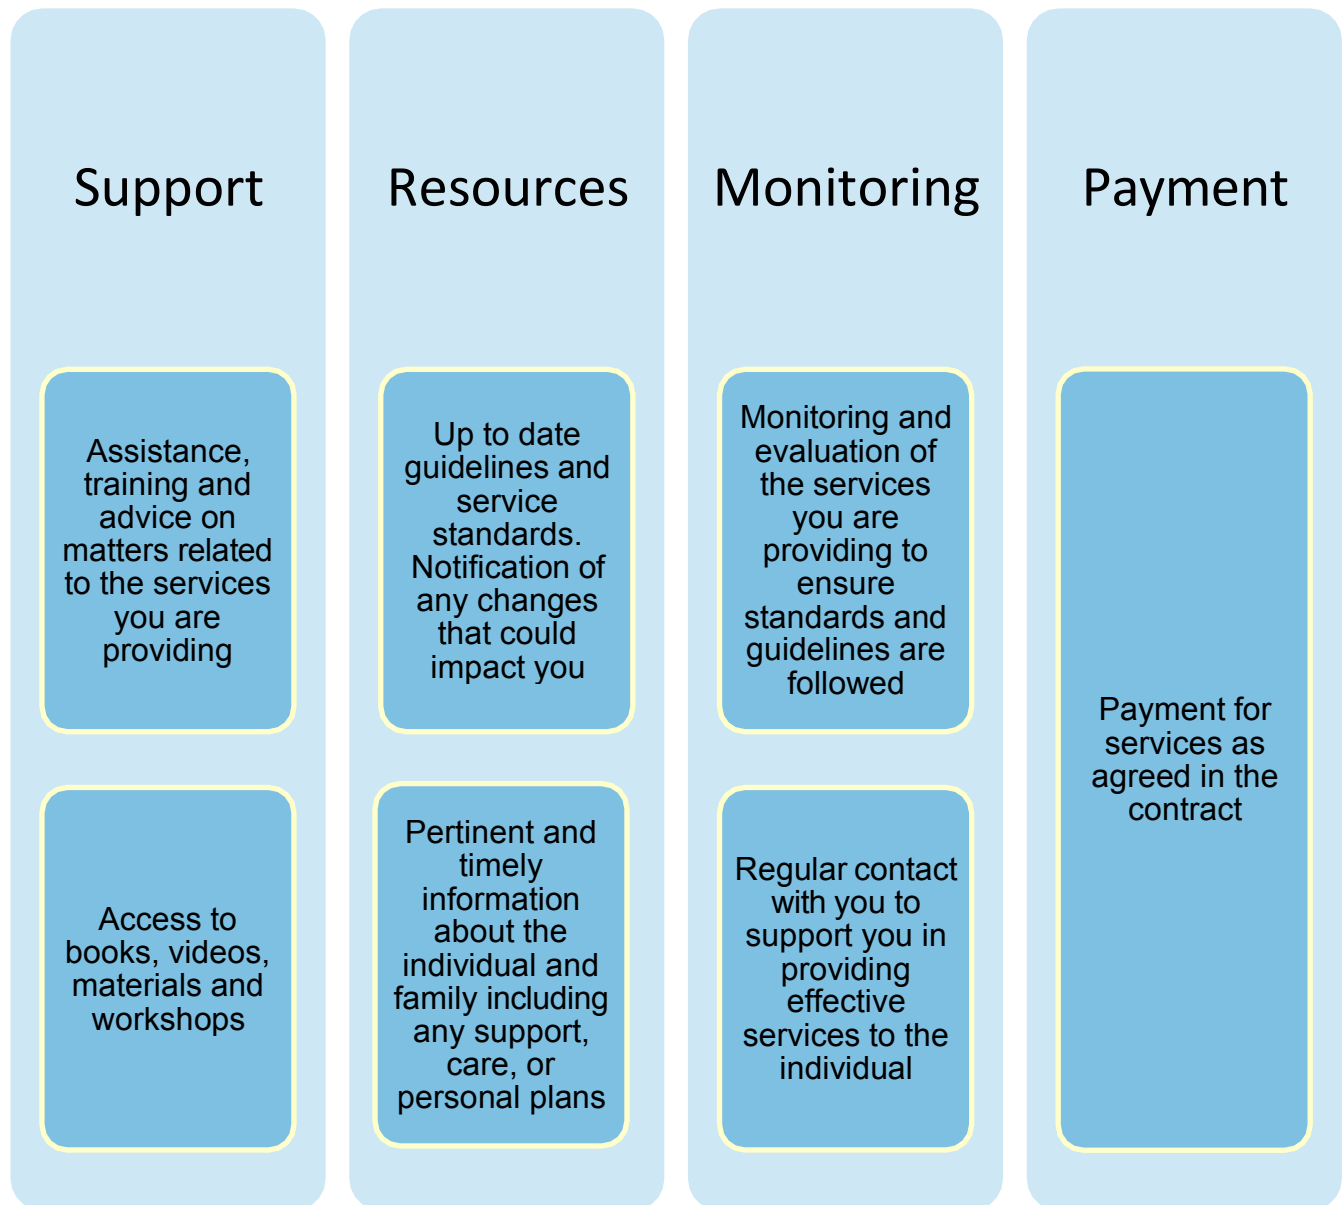 Support
Assistance,
training and
advice on
matters related
to the services
you are
providing
Access to
books, videos,
materials and
workshops
Resources
Up to date
guidelines and
service
standards.
Notification of
any changes
that could
impact you
Pertinent and
timely
information
about the
individual and
family including
any support,
care, or
personal plans
Monitoring
Monitoring and
evaluation of
the services
you are
providing to
ensure
standards and
guidelines are
followed
Regular contact
with you to
support you in
providing
effective
services to the
individual
Payment
Payment for
services as
agreed in the
contract